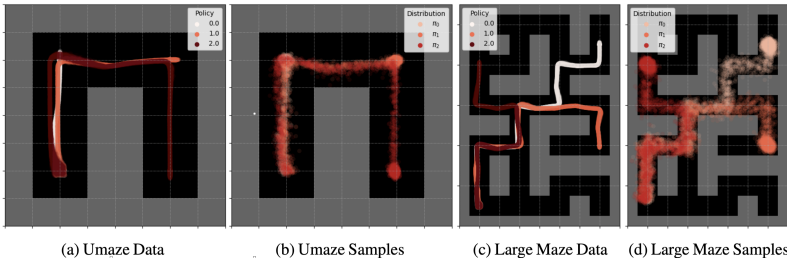 Policy
0.0
1.0
2.0
Distribution
π₀
π₁
π₂
Policy
0.0
1.0
2.0
Distribution
π₀
π₁
π₂
(a) Umaze Data
(b) Umaze Samples
(c) Large Maze Data
(d) Large Maze Samples